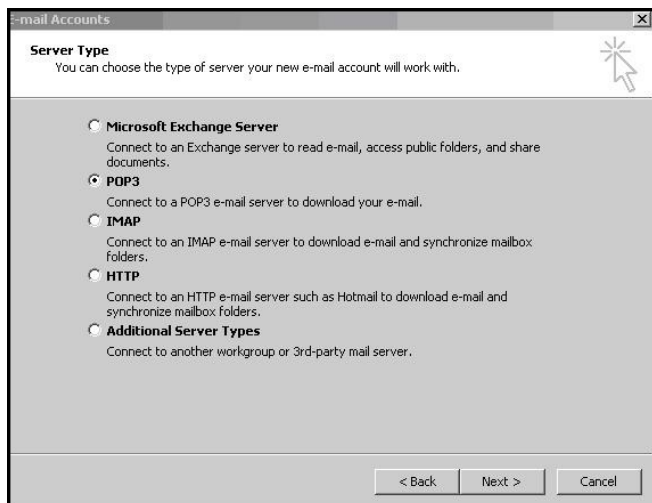 E-mail Accounts
Server Type
You can choose the type of server your new e-mail account will work with.
Microsoft Exchange Server
Connect to an Exchange server to read e-mail, access public folders, and share
documents.
POP3
Connect to a POP3 e-mail server to download your e-mail.
IMAP
Connect to an IMAP e-mail server to download e-mail and synchronize mailbox
folders.
HTTP
Connect to an HTTP e-mail server such as Hotmail to download e-mail and
synchronize mailbox folders.
Additional Server Types
Connect to another workgroup or 3rd-party mail server.
< Back Next > Cancel